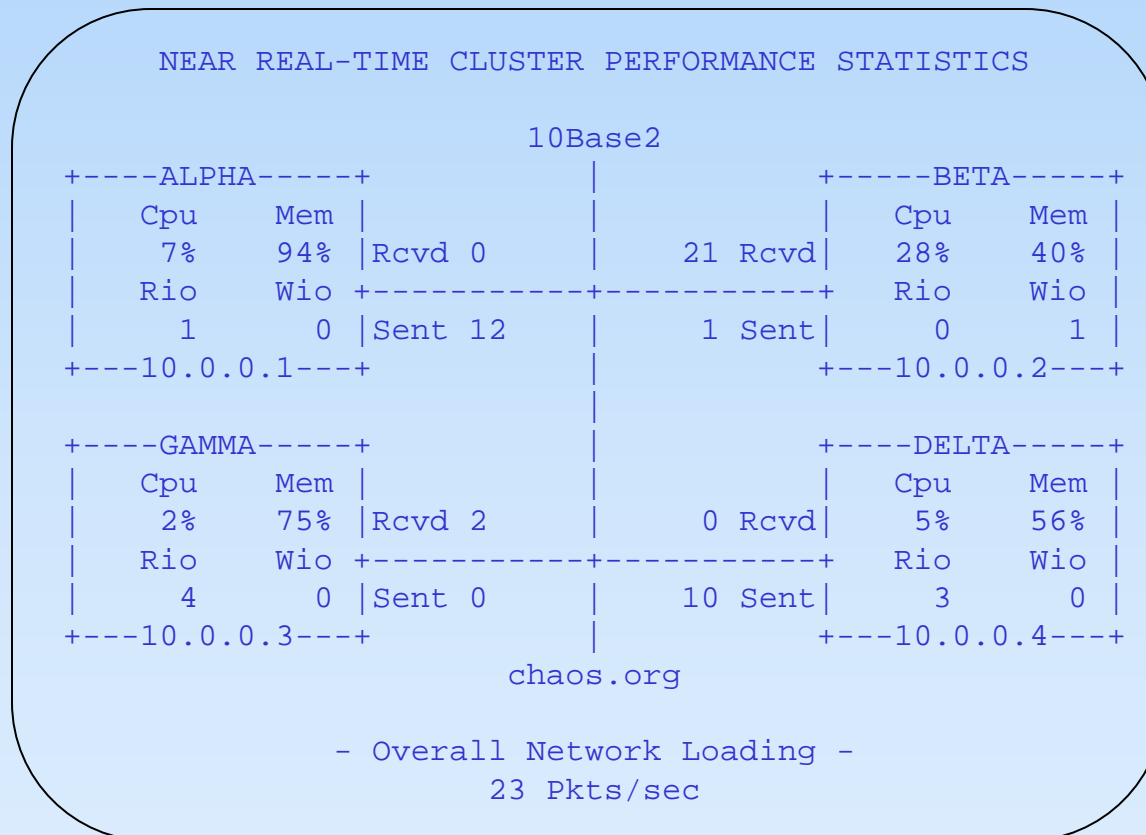 NEAR REAL-TIME CLUSTER PERFORMANCE STATISTICS
                   10Base2
+----ALPHA-----+            |            +-----BETA-----+
|   Cpu    Mem |            |            |   Cpu    Mem |
|    7%    94% |Rcvd 0      |    21 Rcvd|   28%    40% |
|   Rio    Wio +-----------+-----------+   Rio    Wio |
|     1      0 |Sent 12     |     1 Sent|     0      1 |
+---10.0.0.1---+            |            +---10.0.0.2---+
                            |
+----GAMMA-----+            |            +----DELTA-----+
|   Cpu    Mem |            |            |   Cpu    Mem |
|    2%    75% |Rcvd 2      |     0 Rcvd|    5%    56% |
|   Rio    Wio +-----------+-----------+   Rio    Wio |
|     4      0 |Sent 0      |    10 Sent|     3      0 |
+---10.0.0.3---+            |            +---10.0.0.4---+
                  chaos.org
- Overall Network Loading -
23 Pkts/sec